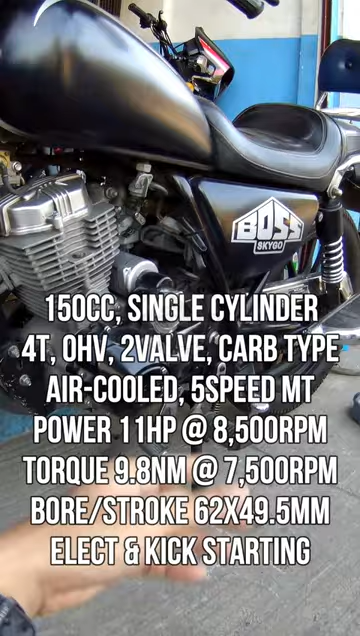 BOSS
SKYGO
150CC, SINGLE CYLINDER
4T, OHV, 2VALVE, CARB TYPE
AIR-COOLED, 5SPEED MT
POWER 11HP @ 8,500RPM
TORQUE 9.8NM @ 7,500RPM
BORE/STROKE 62X49.5MM
ELECT & KICK STARTING